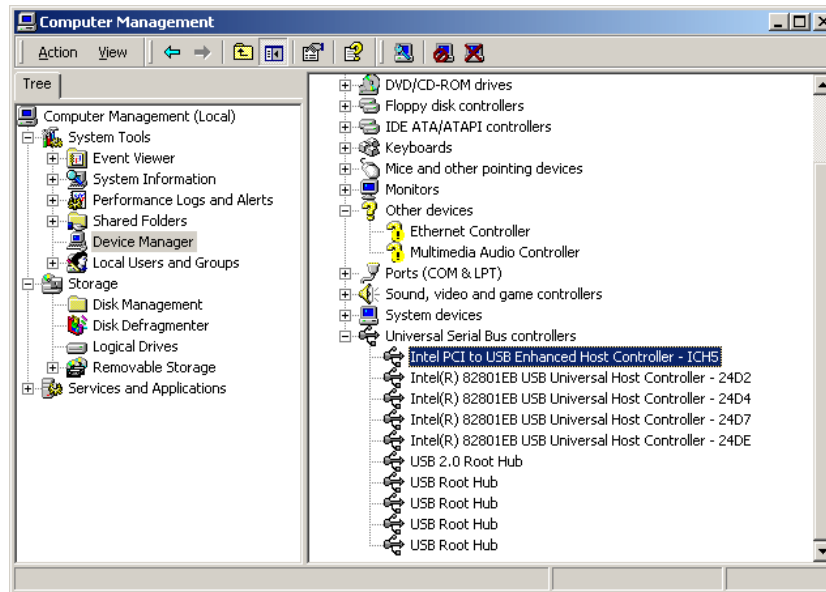 Computer Management
Action View
Tree
Computer Management (Local)
System Tools
Event Viewer
System Information
Performance Logs and Alerts
Shared Folders
Device Manager
Local Users and Groups
Storage
Disk Management
Disk Defragmenter
Logical Drives
Removable Storage
Services and Applications
DVD/CD-ROM drives
Floppy disk controllers
IDE ATA/ATAPI controllers
Keyboards
Mice and other pointing devices
Monitors
Other devices
Ethernet Controller
Multimedia Audio Controller
Ports (COM & LPT)
Sound, video and game controllers
System devices
Universal Serial Bus controllers
Intel PCI to USB Enhanced Host Controller - ICH5
Intel(R) 82801EB USB Universal Host Controller - 24D2
Intel(R) 82801EB USB Universal Host Controller - 24D4
Intel(R) 82801EB USB Universal Host Controller - 24D7
Intel(R) 82801EB USB Universal Host Controller - 24DE
USB 2.0 Root Hub
USB Root Hub
USB Root Hub
USB Root Hub
USB Root Hub